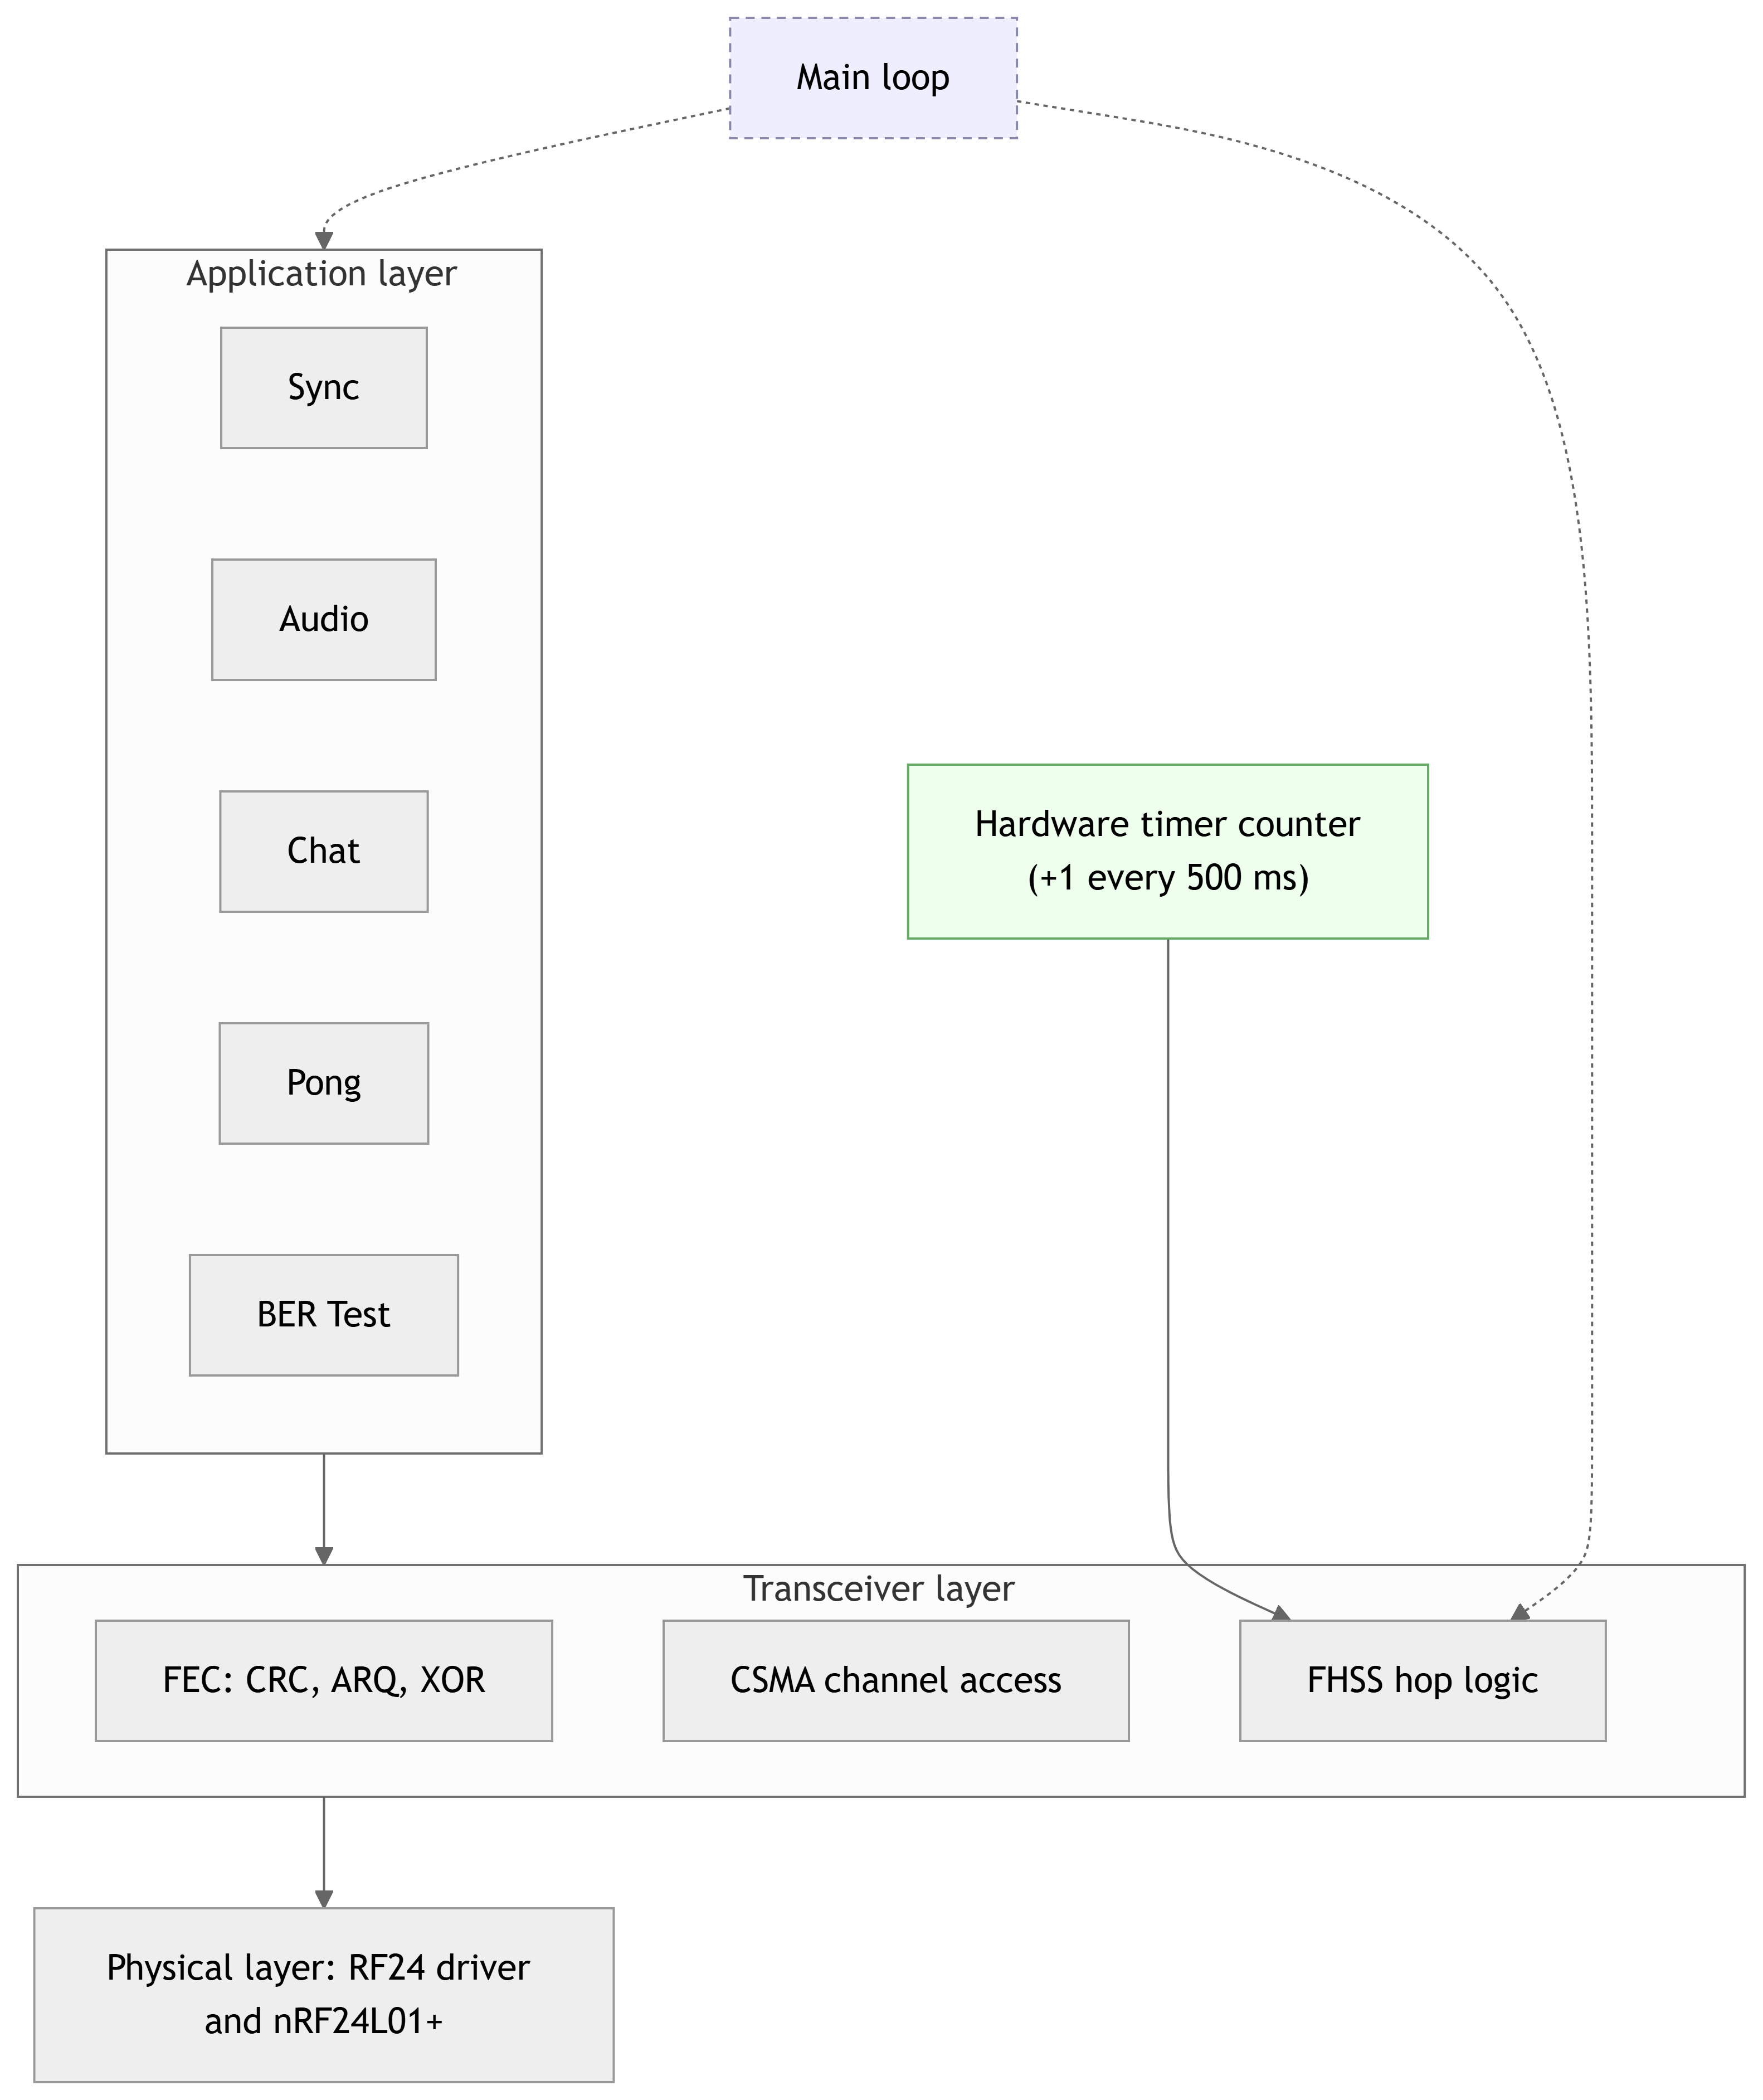 Main loop
Application layer
Sync
Audio
Chat
Pong
BER Test
Hardware timer counter
(+1 every 500 ms)
Transceiver layer
FEC: CRC, ARQ, XOR
CSMA channel access
FHSS hop logic
Physical layer: RF24 driver
and nRF24L01+